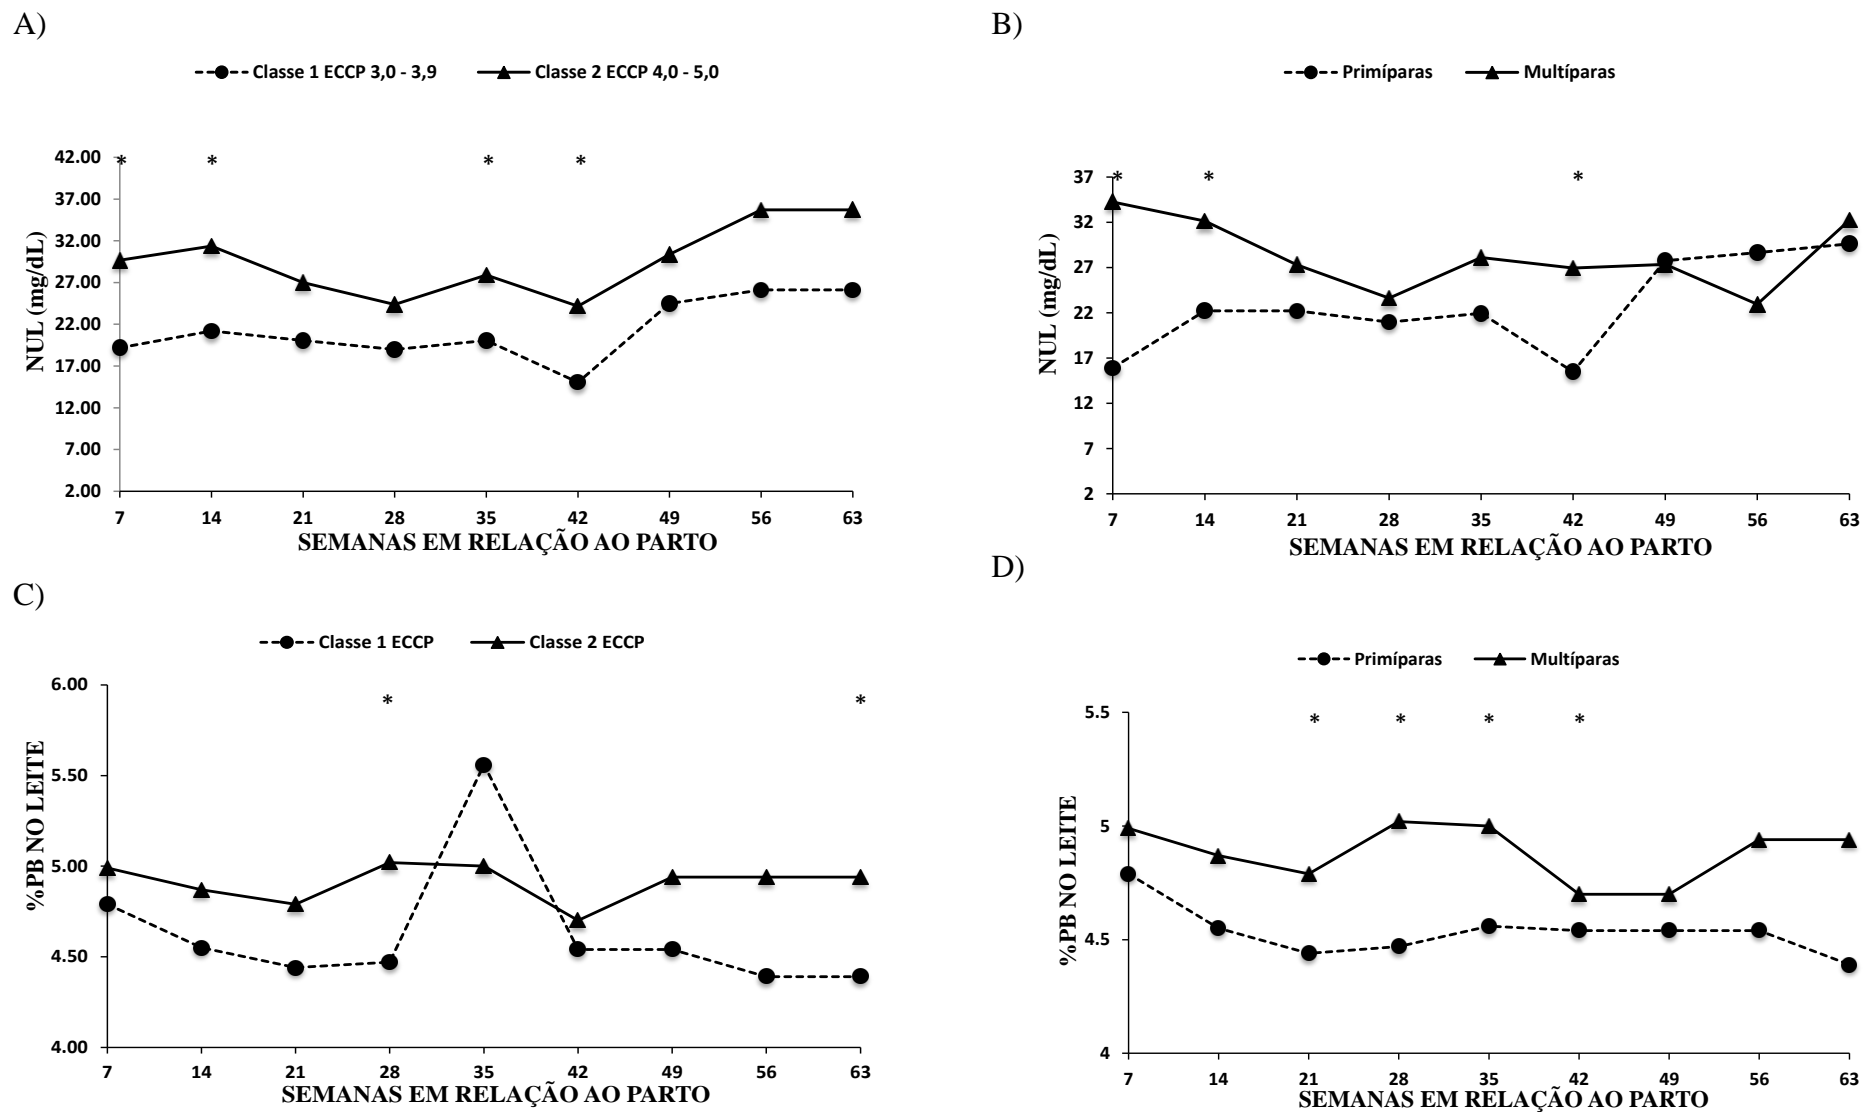 A)
Classe 1 ECCP 3,0 - 3,9 Classe 2 ECCP 4,0 - 5,0
* * * *
NUL (mg/dL)
42.00
37.00
32.00
27.00
22.00
17.00
12.00
7.00
2.00
7 14 21 28 35 42 49 56 63
SEMANAS EM RELAÇÃO AO PARTO
B)
Primíparas Multíparas
* * *
NUL (mg/dL)
37
32
27
22
17
12
7
2
7 14 21 28 35 42 49 56 63
SEMANAS EM RELAÇÃO AO PARTO
C)
Classe 1 ECCP Classe 2 ECCP
* *
%PB NO LEITE
6.00
5.50
5.00
4.50
4.00
7 14 21 28 35 42 49 56 63
SEMANAS EM RELAÇÃO AO PARTO
D)
Primíparas Multíparas
* * * *
%PB NO LEITE
5.5
5
4.5
4
7 14 21 28 35 42 49 56 63
SEMANAS EM RELAÇÃO AO PARTO